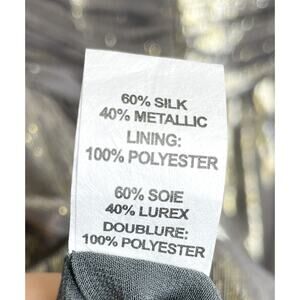 60% SILK
40% METALLIC
LINING:
100% POLYESTER
60% SOIE
40% LUREX
DOUBLURE:
100% POLYESTER